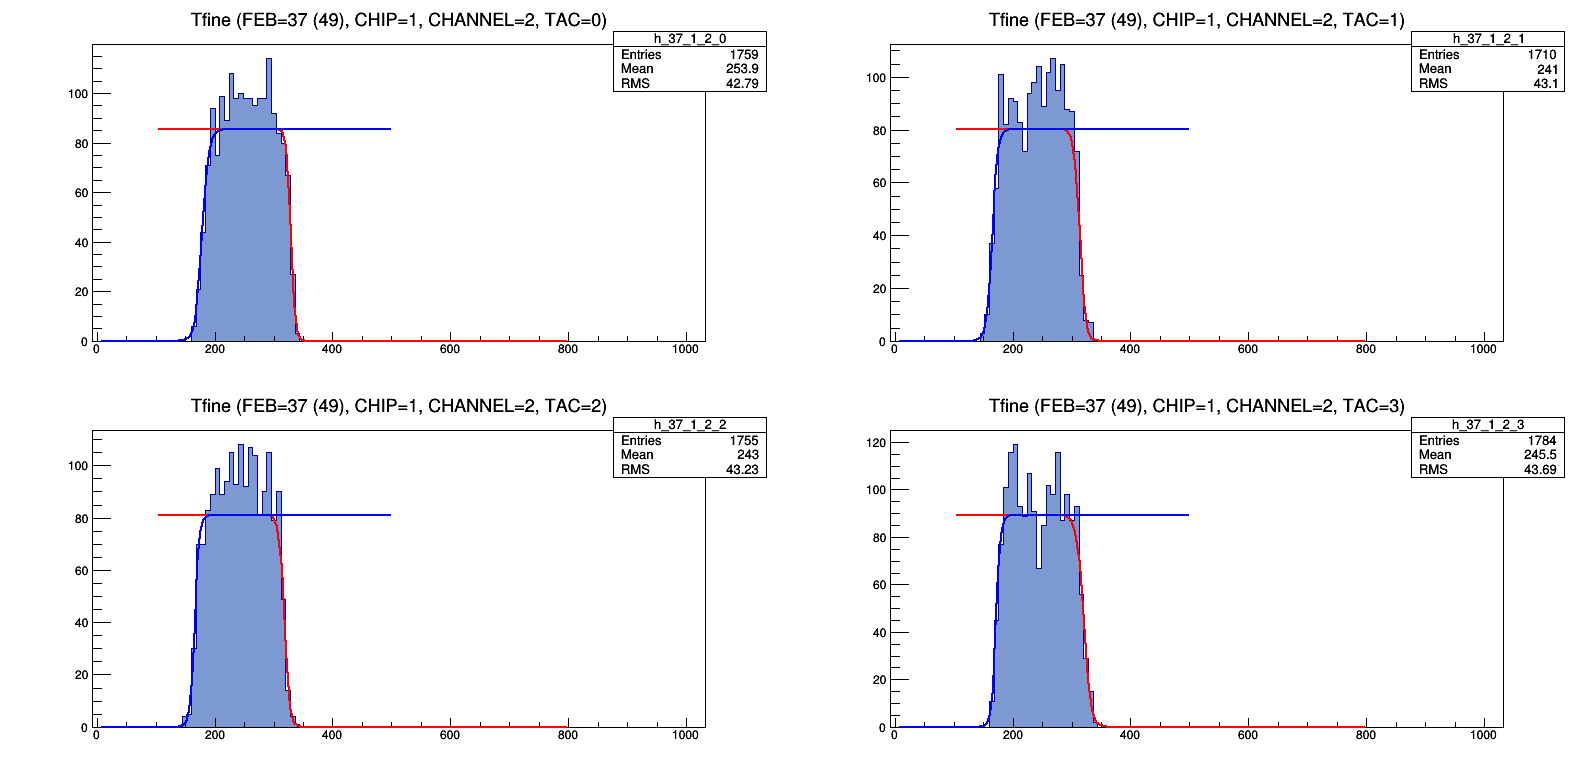 Tfine (FEB=37 (49), CHIP=1, CHANNEL=2, TAC=0)
h_37_1_2_0
Entries 1759
Mean 253.9
RMS 42.79
100
80
60
40
20
0
0 200 400 600 800 1000
Tfine (FEB=37 (49), CHIP=1, CHANNEL=2, TAC=1)
h_37_1_2_1
Entries 1710
Mean 241
RMS 43.1
100
80
60
40
20
0
0 200 400 600 800 1000
Tfine (FEB=37 (49), CHIP=1, CHANNEL=2, TAC=2)
h_37_1_2_2
Entries 1755
Mean 243
RMS 43.23
100
80
60
40
20
0
0 200 400 600 800 1000
Tfine (FEB=37 (49), CHIP=1, CHANNEL=2, TAC=3)
h_37_1_2_3
Entries 1784
Mean 245.5
RMS 43.69
120
100
80
60
40
20
0
0 200 400 600 800 1000